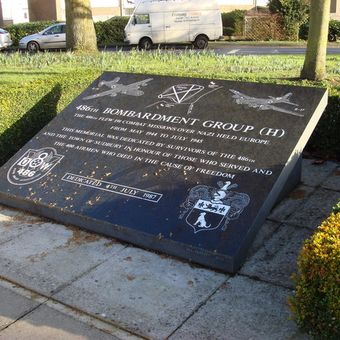 486th BOMBARDMENT GROUP (H)
THE 486th FLEW 188 COMBAT MISSIONS OVER NAZI HELD EUROPE
FROM MAY 1944 TO JULY 1945
THIS MEMORIAL WAS DEDICATED BY SURVIVORS OF THE 486th
AND THE TOWN OF SUDBURY IN HONOUR OF THOSE WHO SERVED AND
THE 400 AIRMEN WHO DIED IN THE CAUSE OF FREEDOM
DEDICATED 4TH JULY 1987
486